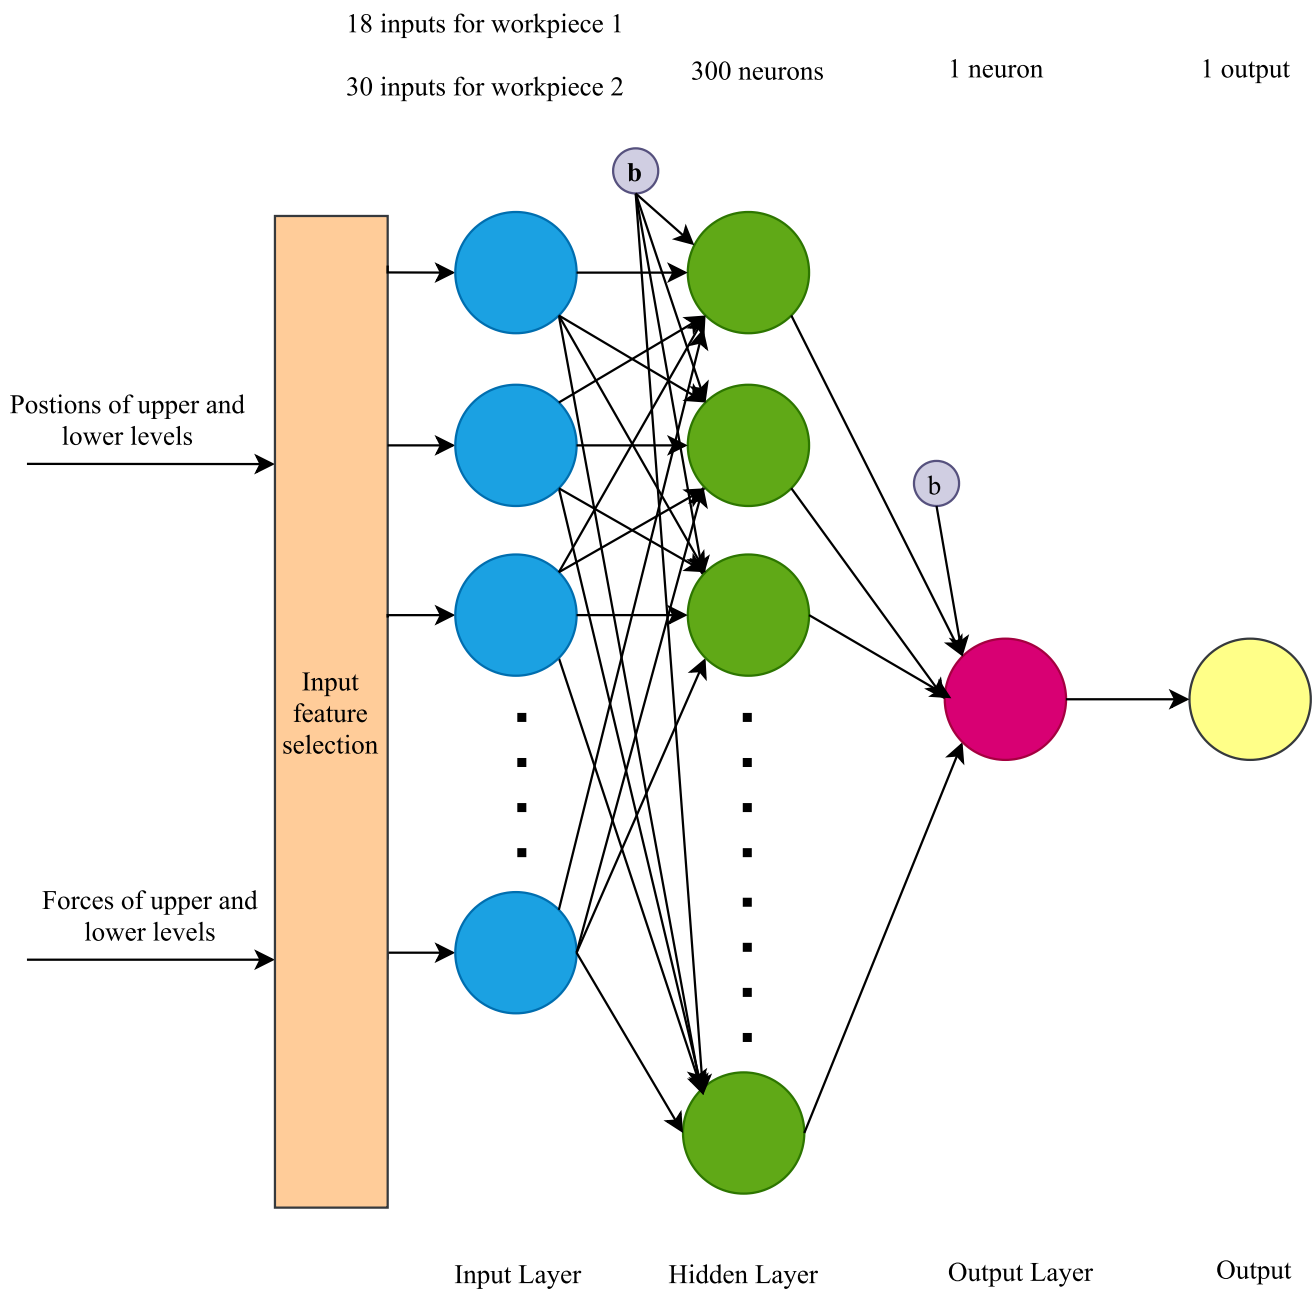 18 inputs for workpiece 1
30 inputs for workpiece 2
300 neurons
1 neuron
1 output
b
Postions of upper and
lower levels
b
Input
feature
selection
Forces of upper and
lower levels
Input Layer
Hidden Layer
Output Layer
Output